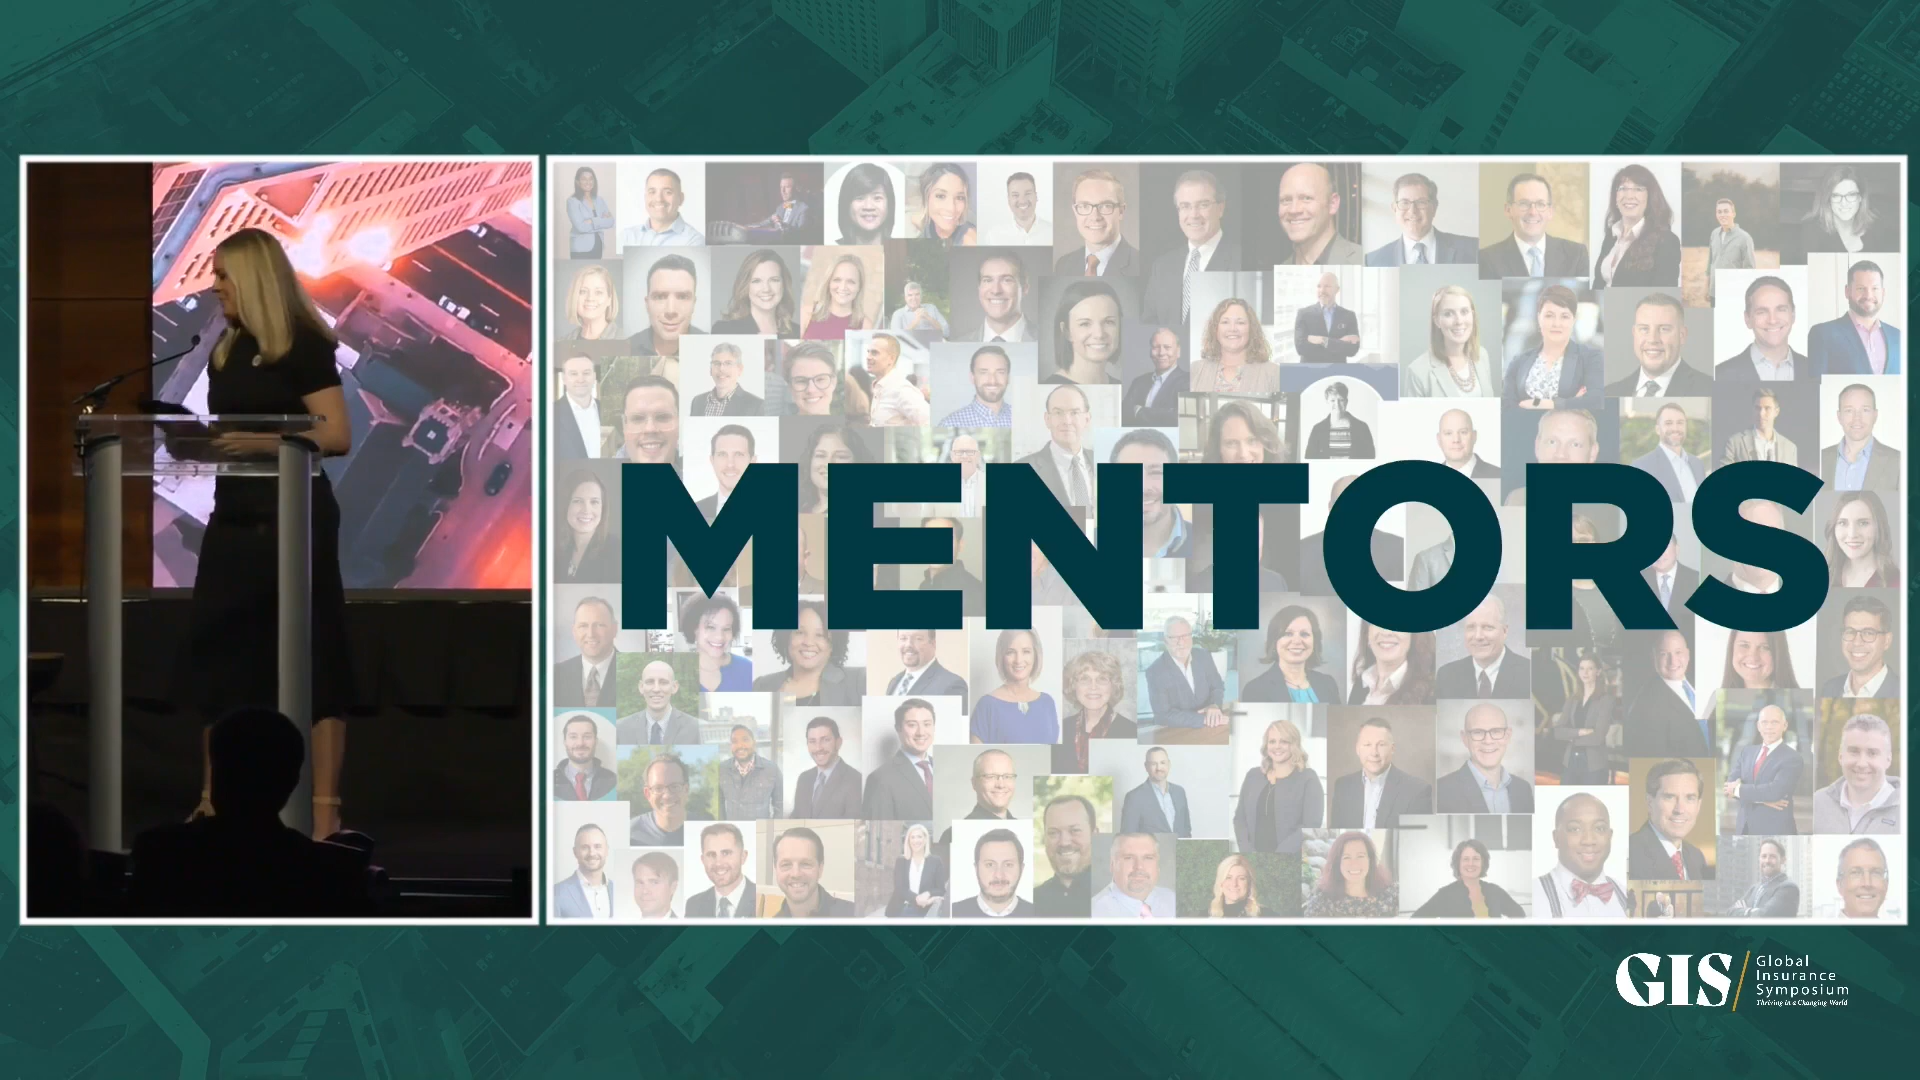 MENTORS
GIS
Global
Insurance
Symposium
Thriving in a Changing World